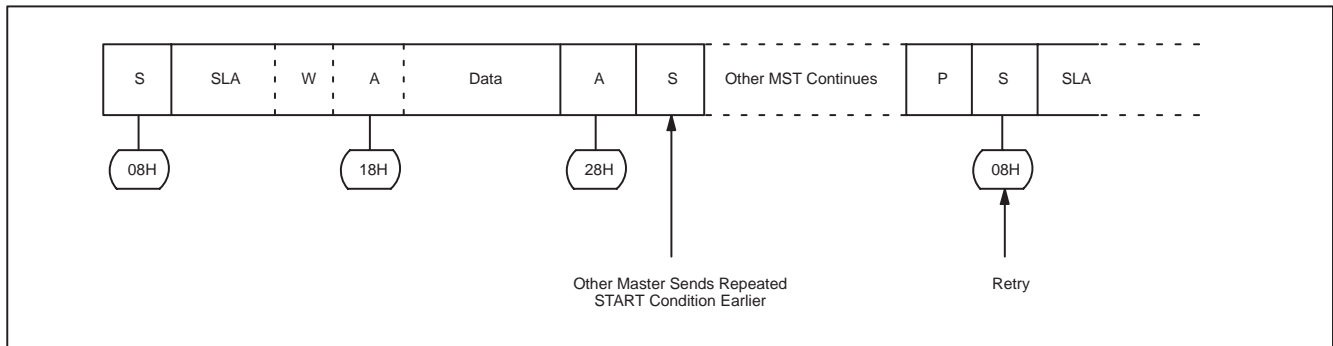 S SLA W A Data A S Other MST Continues P S SLA
08H 18H 28H 08H
Other Master Sends Repeated
START Condition Earlier
Retry